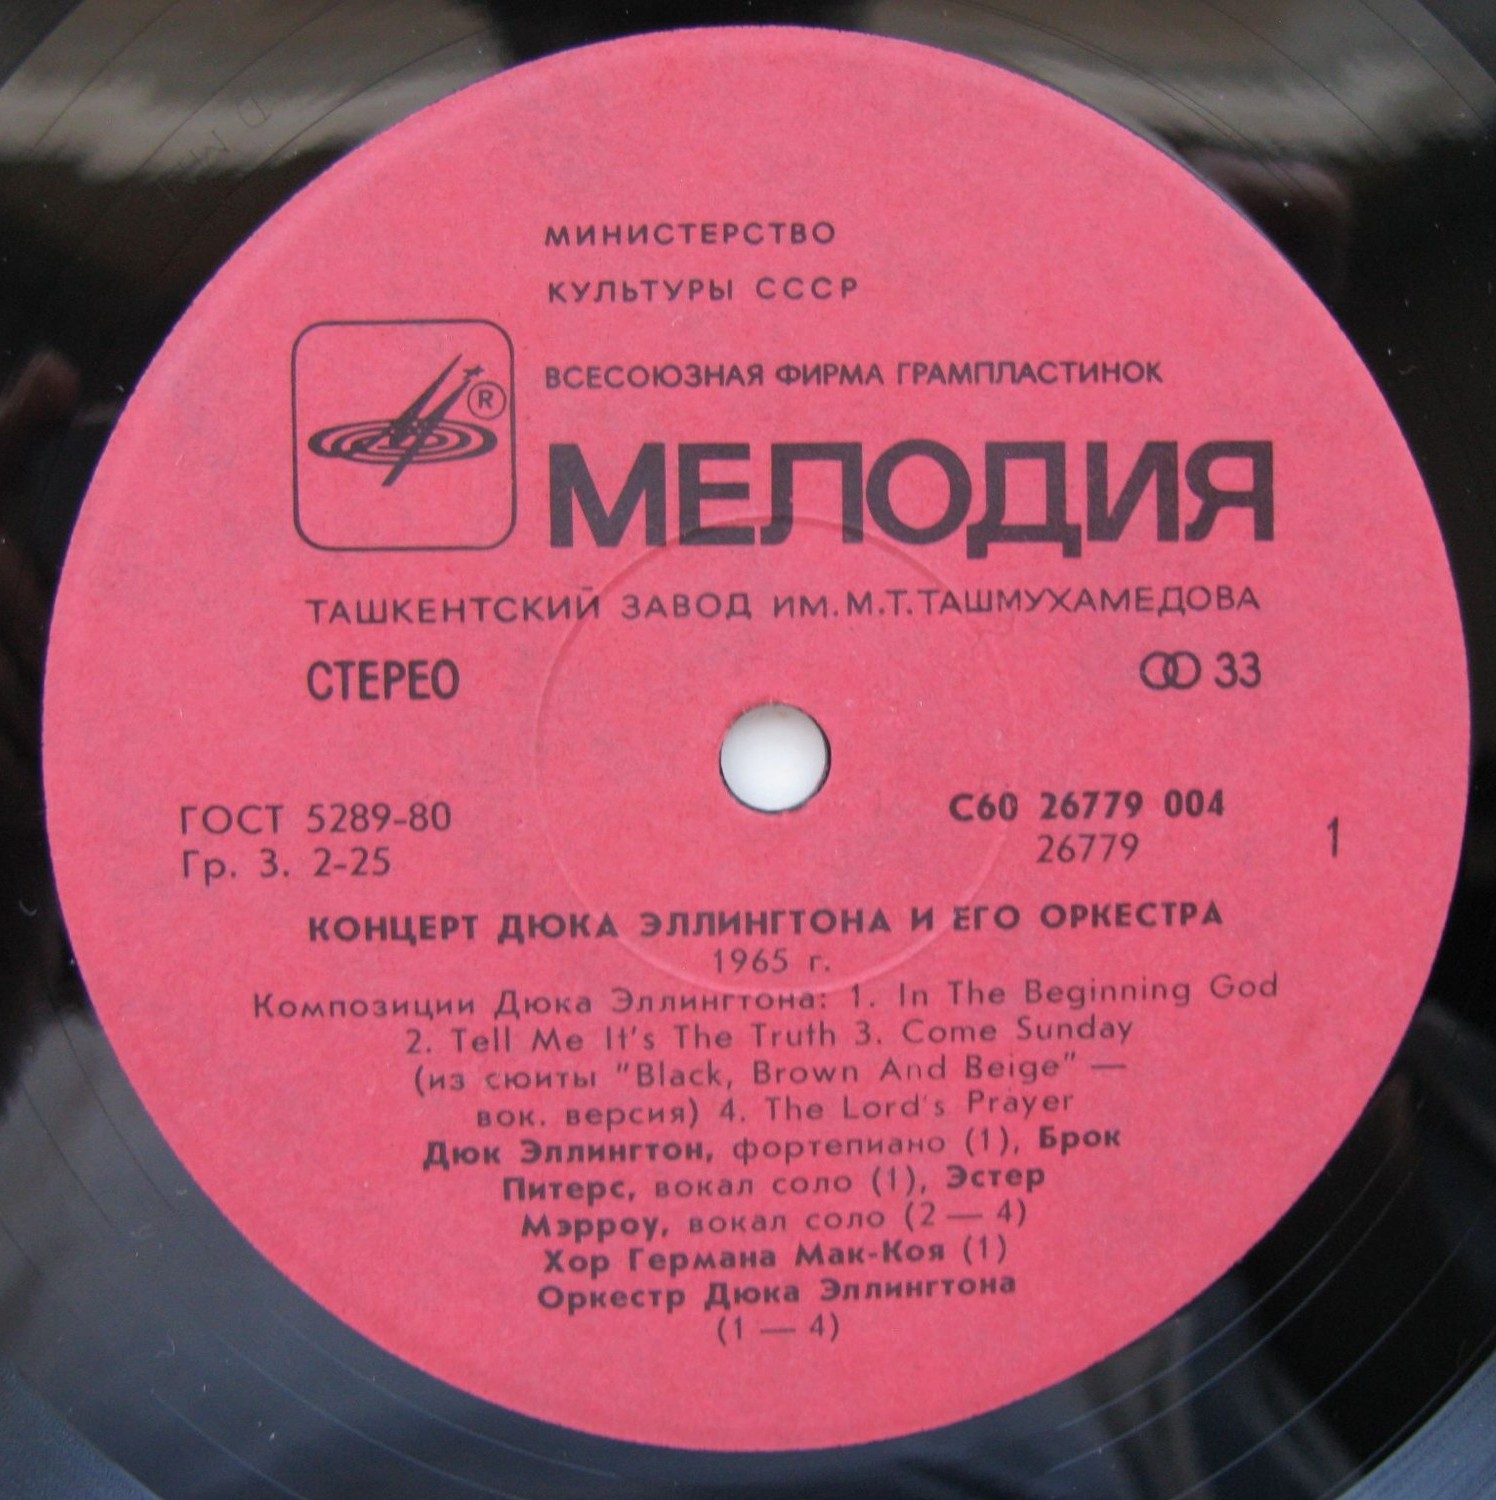 МИНИСТЕРСТВО
КУЛЬТУРЫ СССР
ВСЕСОЮЗНАЯ ФИРМА ГРАМПЛАСТИНОК
®
МЕЛОДИЯ
ТАШКЕНТСКИЙ ЗАВОД ИМ. М.Т. ТАШМУХАМЕДОВА
СТЕРЕО
33
ГОСТ 5289-80
Гр. 3. 2-25
С60 26779 004
26779
1
КОНЦЕРТ ДЮКА ЭЛЛИНГТОНА И ЕГО ОРКЕСТРА
1965 г.
Композиции Дюка Эллингтона: 1. In The Beginning God
2. Tell Me It's The Truth 3. Come Sunday
(из сюиты "Black, Brown And Beige" —
вок. версия) 4. The Lord's Prayer
Дюк Эллингтон, фортепиано (1), Брок
Питерс, вокал соло (1), Эстер
Мэрроу, вокал соло (2 — 4)
Хор Германа Мак-Коя (1)
Оркестр Дюка Эллингтона
(1 — 4)